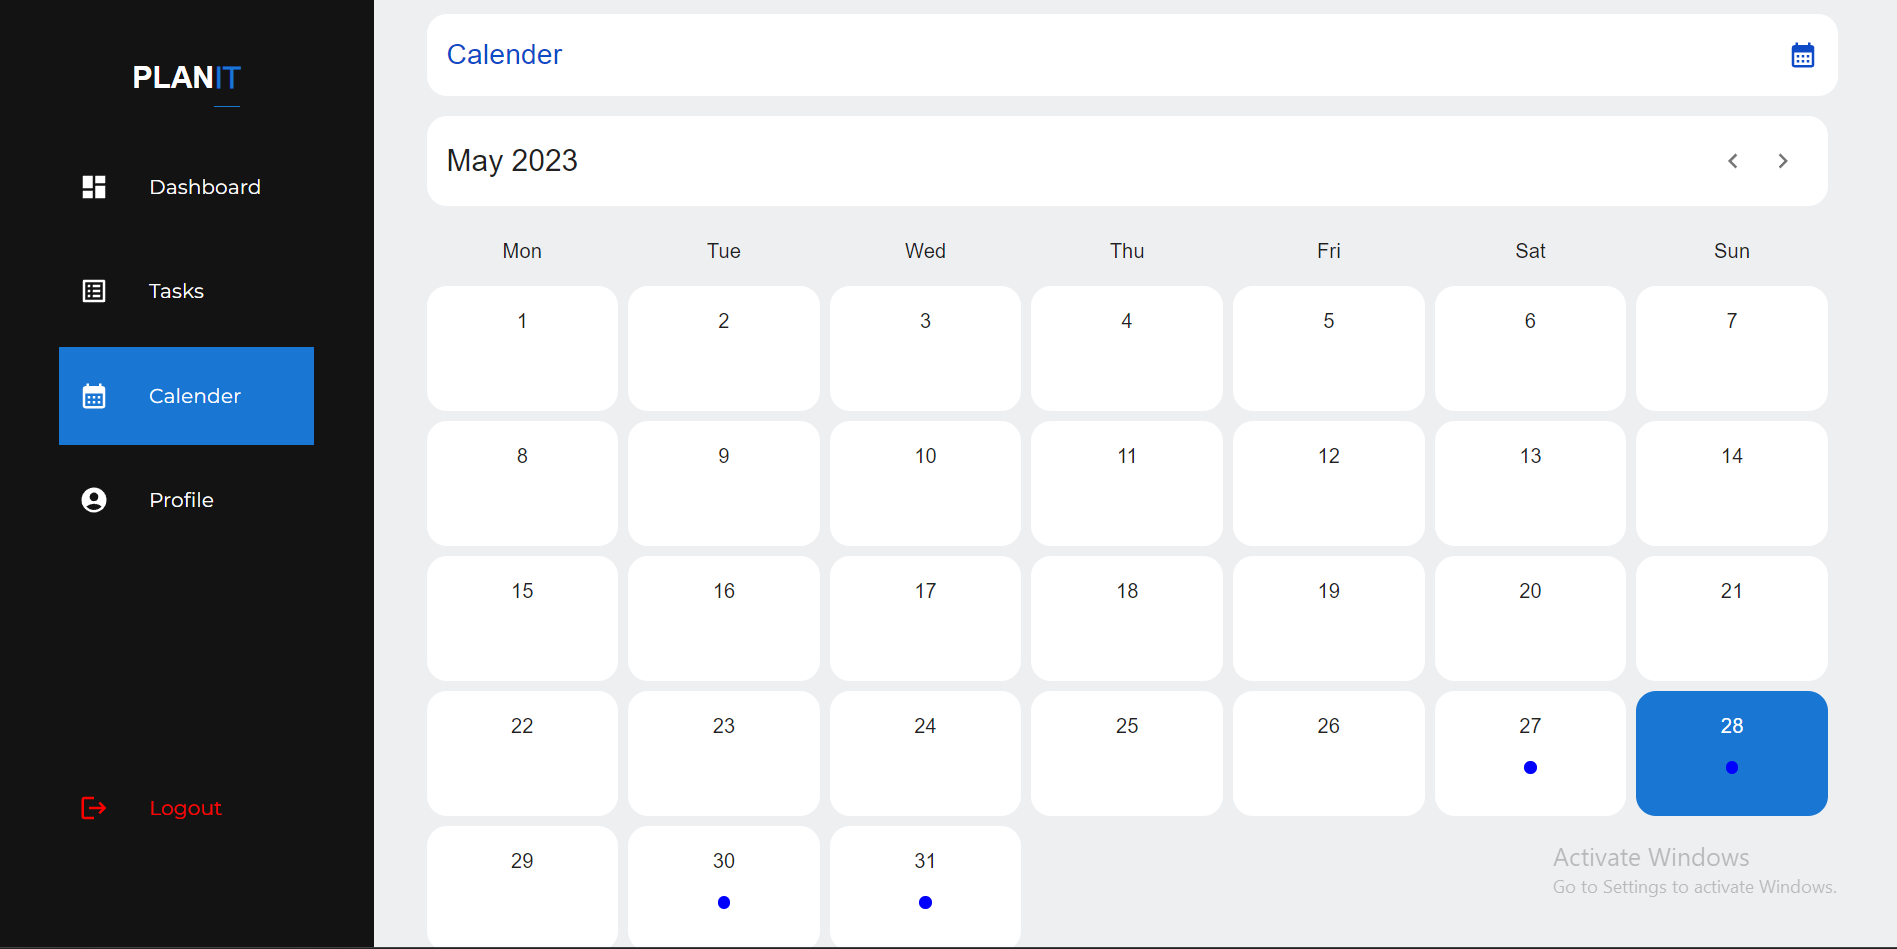 PLANIT
Dashboard
Tasks
Calender
Profile
Logout
Calender
May 2023
Mon Tue Wed Thu Fri Sat Sun
1 2 3 4 5 6 7
8 9 10 11 12 13 14
15 16 17 18 19 20 21
22 23 24 25 26 27 28
29 30 31
Activate Windows
Go to Settings to activate Windows.